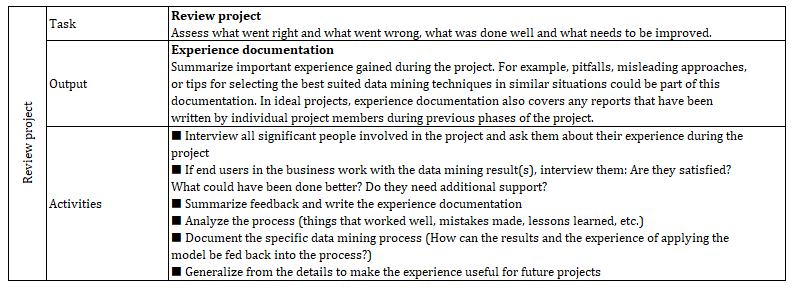 Review project
Task
Review project
Assess what went right and what went wrong, what was done well and what needs to be improved.
Output
Experience documentation
Summarize important experience gained during the project. For example, pitfalls, misleading approaches,
or tips for selecting the best suited data mining techniques in similar situations could be part of this
documentation. In ideal projects, experience documentation also covers any reports that have been
written by individual project members during previous phases of the project.
Activities
■ Interview all significant people involved in the project and ask them about their experience during the
project
■ If end users in the business work with the data mining result(s), interview them: Are they satisfied?
What could have been done better? Do they need additional support?
■ Summarize feedback and write the experience documentation
■ Analyze the process (things that worked well, mistakes made, lessons learned, etc.)
■ Document the specific data mining process (How can the results and the experience of applying the
model be fed back into the process?)
■ Generalize from the details to make the experience useful for future projects